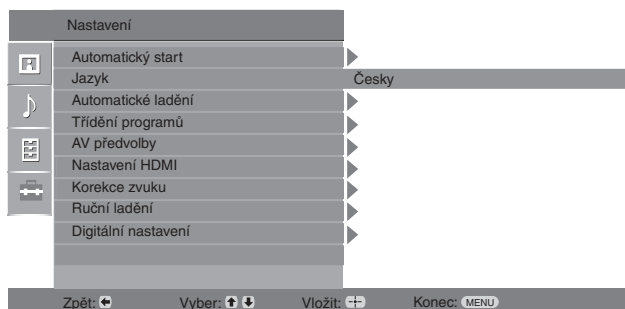 Nastavení
Automatický start
Jazyk Česky
Automatické ladění
Třídění programů
AV předvolby
Nastavení HDMI
Korekce zvuku
Ruční ladění
Digitální nastavení
Zpět: Vyber: Vložit: Konec: MENU